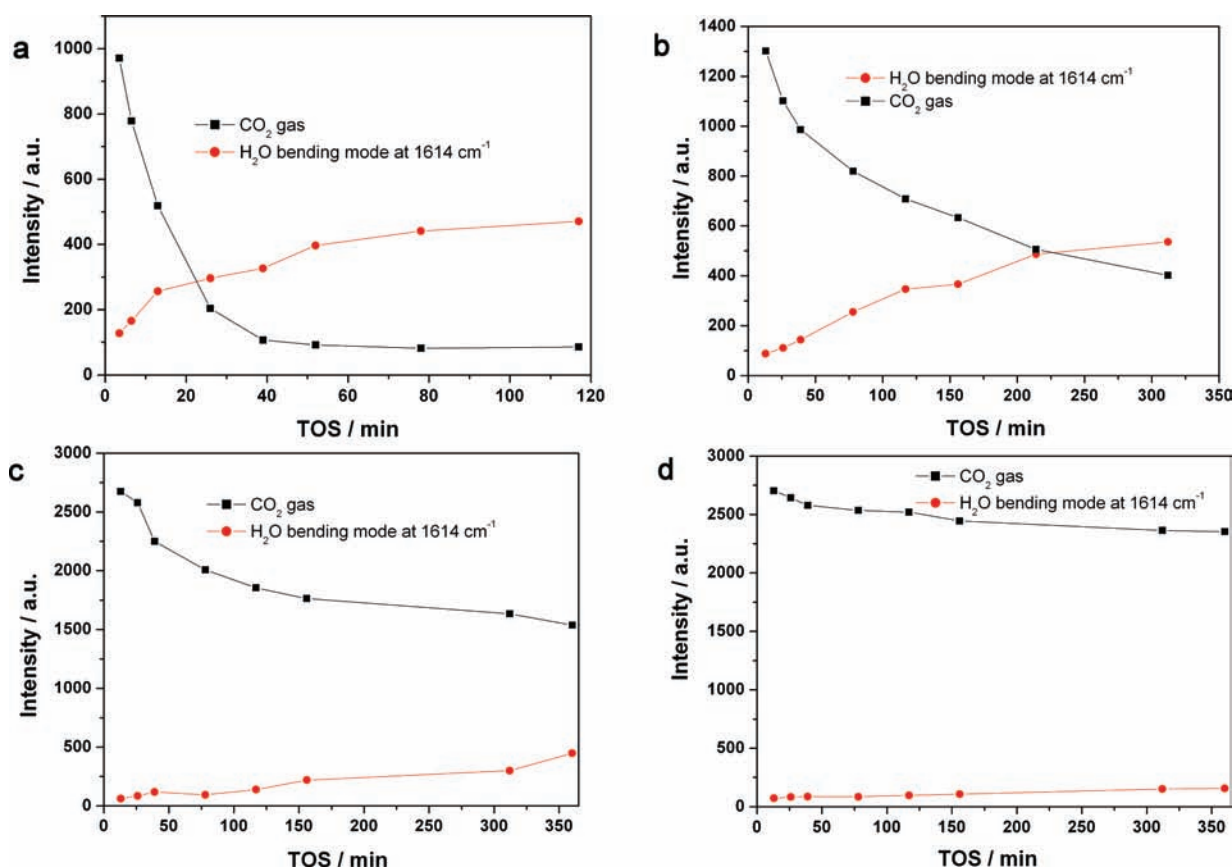 a
1000
800
600
400
200
0
Intensity / a.u.
CO₂ gas
H₂O bending mode at 1614 cm⁻¹
0 20 40 60 80 100 120
TOS / min
b
1400
1200
1000
800
600
400
200
0
Intensity / a.u.
H₂O bending mode at 1614 cm⁻¹
CO₂ gas
0 50 100 150 200 250 300 350
TOS / min
c
3000
2500
2000
1500
1000
500
0
Intensity / a.u.
CO₂ gas
H₂O bending mode at 1614 cm⁻¹
0 50 100 150 200 250 300 350
TOS / min
d
3000
2500
2000
1500
1000
500
0
Intensity / a.u.
CO₂ gas
H₂O bending mode at 1614 cm⁻¹
0 50 100 150 200 250 300 350
TOS / min